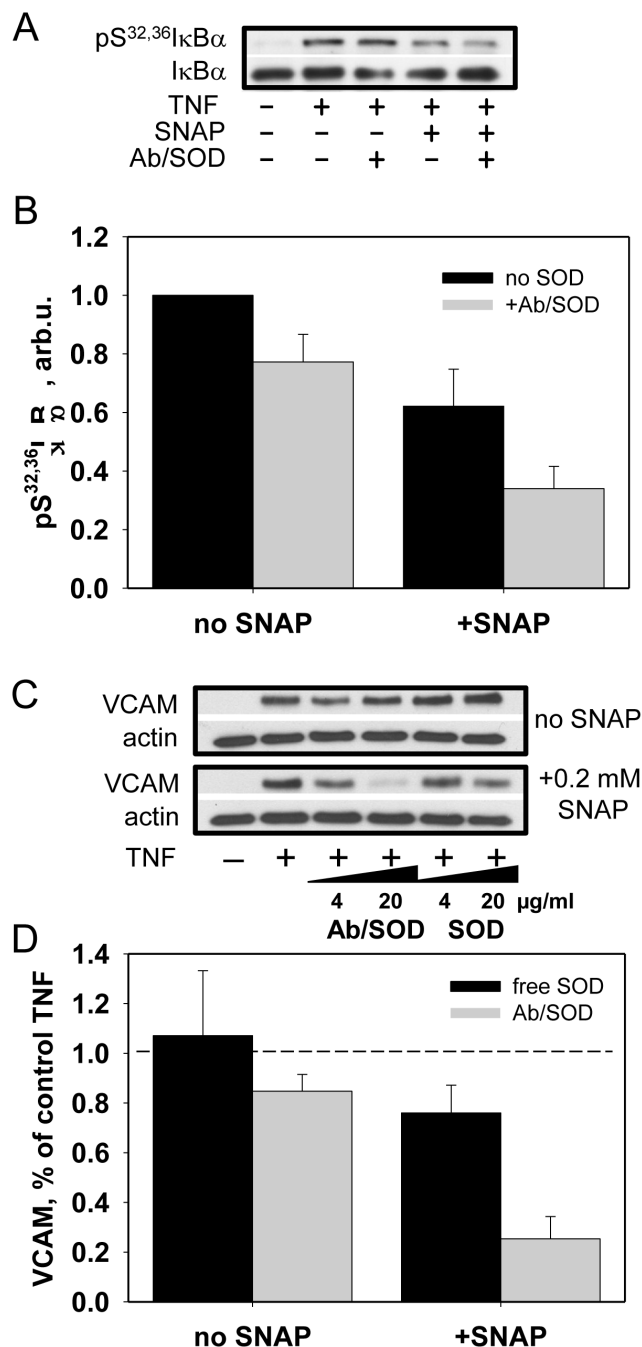 A
pS32,36IκBα
IκBα
TNF – + + + +
SNAP – – – + +
Ab/SOD – – + – +
B
pS32,36IκBα, arb.u.
1.2
1.0
0.8
0.6
0.4
0.2
0.0
no SOD
+Ab/SOD
no SNAP +SNAP
C
VCAM
actin
no SNAP
VCAM
actin
+0.2 mM
SNAP
TNF – + + + + +
4 20 4 20 µg/ml
Ab/SOD SOD
D
VCAM, % of control TNF
1.4
1.2
1.0
0.8
0.6
0.4
0.2
0.0
free SOD
Ab/SOD
no SNAP +SNAP